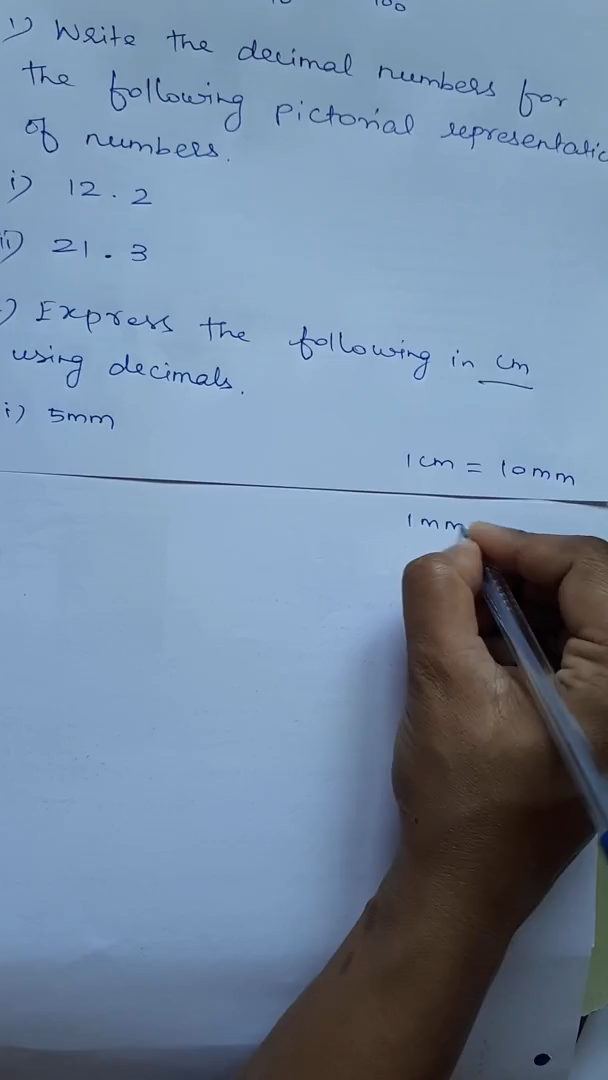 100
1) Write the decimal numbers for
the following pictorial representatio
of numbers.
i) 12.2
ii) 21.3
) Express the following in cm
using decimals.
i) 5mm
1cm = 10mm
1mm